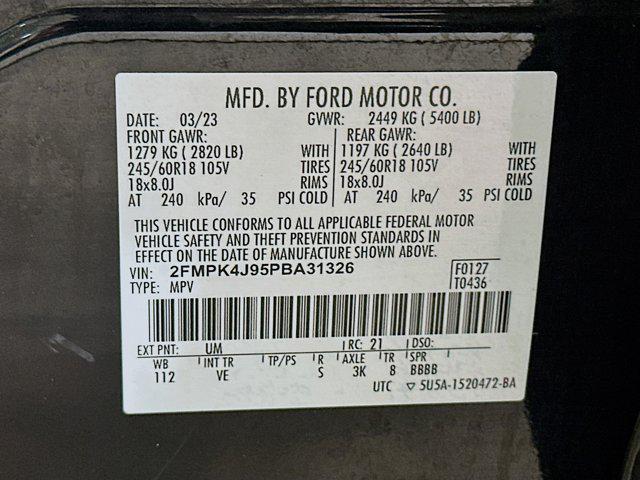 MFD. BY FORD MOTOR CO.
DATE: 03/23 GVWR: 2449 KG ( 5400 LB)
FRONT GAWR: REAR GAWR:
1279 KG ( 2820 LB) WITH 1197 KG ( 2640 LB) WITH
245/60R18 105V TIRES 245/60R18 105V TIRES
18x8.0J RIMS 18x8.0J RIMS
AT 240 kPa/ 35 PSI COLD AT 240 kPa/ 35 PSI COLD
THIS VEHICLE CONFORMS TO ALL APPLICABLE FEDERAL MOTOR
VEHICLE SAFETY AND THEFT PREVENTION STANDARDS IN
EFFECT ON THE DATE OF MANUFACTURE SHOWN ABOVE.
VIN: 2FMPK4J95PBA31326 F0127
TYPE: MPV T0436
EXT PNT: UM RC: 21 DSO:
WB INT TR TP/PS R AXLE TR SPR
112 VE S 3K 8 BBBB
UTC ▽ 5U5A-1520472-BA